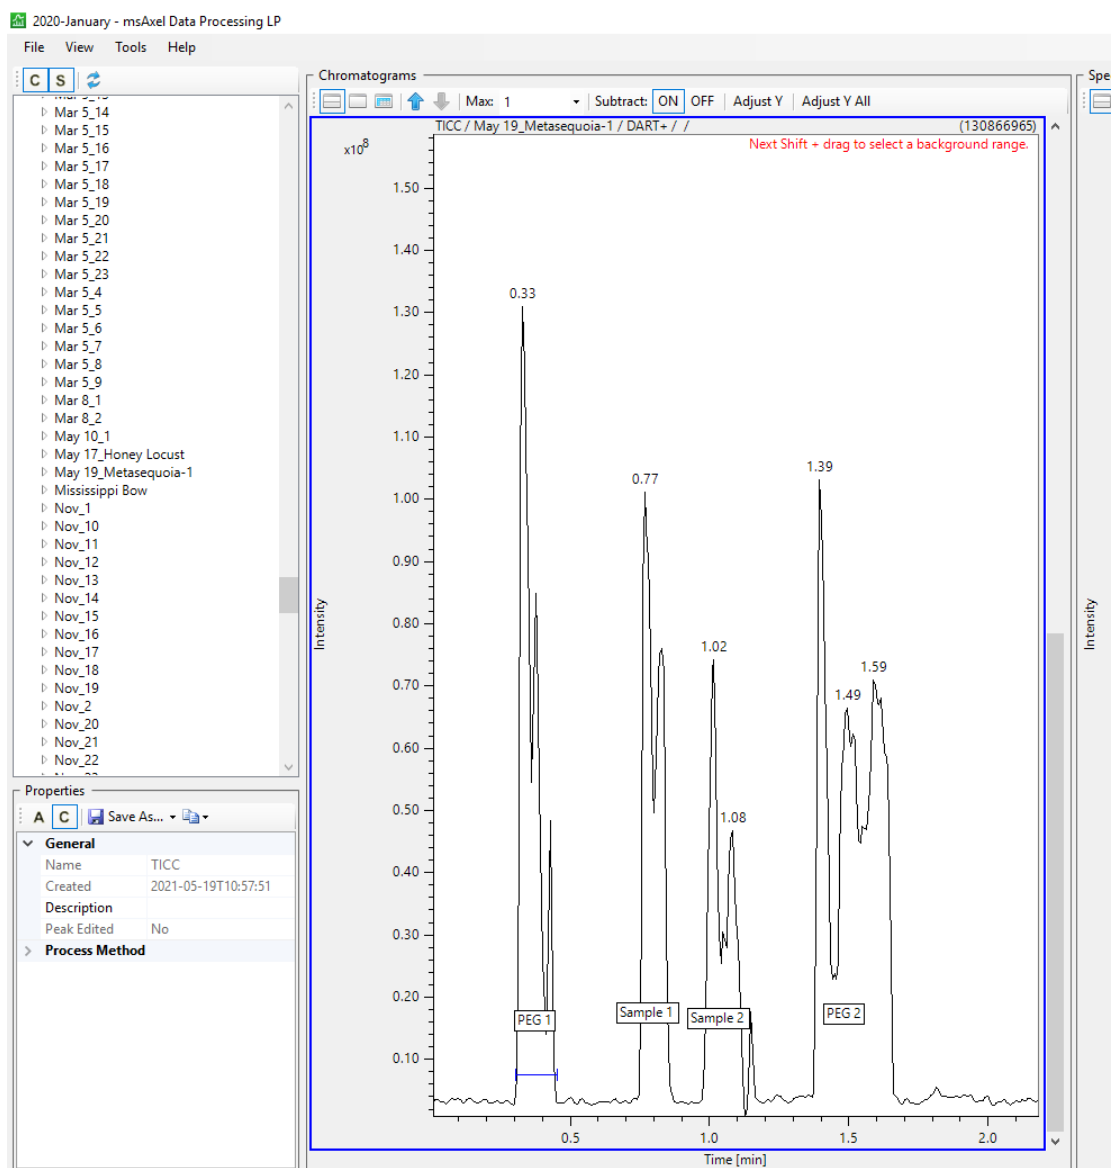 2020-January - msAxel Data Processing LP
File View Tools Help
C S
Mar 5_13
Mar 5_14
Mar 5_15
Mar 5_16
Mar 5_17
Mar 5_18
Mar 5_19
Mar 5_20
Mar 5_21
Mar 5_22
Mar 5_23
Mar 5_4
Mar 5_5
Mar 5_6
Mar 5_7
Mar 5_8
Mar 5_9
Mar 8_1
Mar 8_2
May 10_1
May 17_Honey Locust
May 19_Metasequoia-1
Mississippi Bow
Nov_1
Nov_10
Nov_11
Nov_12
Nov_13
Nov_14
Nov_15
Nov_16
Nov_17
Nov_18
Nov_19
Nov_2
Nov_20
Nov_21
Nov_22
Properties
A C Save As...
General
Name TICC
Created 2021-05-19T10:57:51
Description
Peak Edited No
Process Method
Chromatograms
Max: 1 Subtract: ON OFF Adjust Y Adjust Y All
TICC / May 19_Metasequoia-1 / DART+ / / (130866965)
x10⁸
Next Shift + drag to select a background range.
1.50
1.40
1.30
1.20
1.10
1.00
0.90
0.80
0.70
0.60
0.50
0.40
0.30
0.20
0.10
Intensity
0.33
0.77
1.02
1.08
1.39
1.49
1.59
PEG 1
Sample 1
Sample 2
PEG 2
0.5 1.0 1.5 2.0
Time [min]
Spe
Intensity